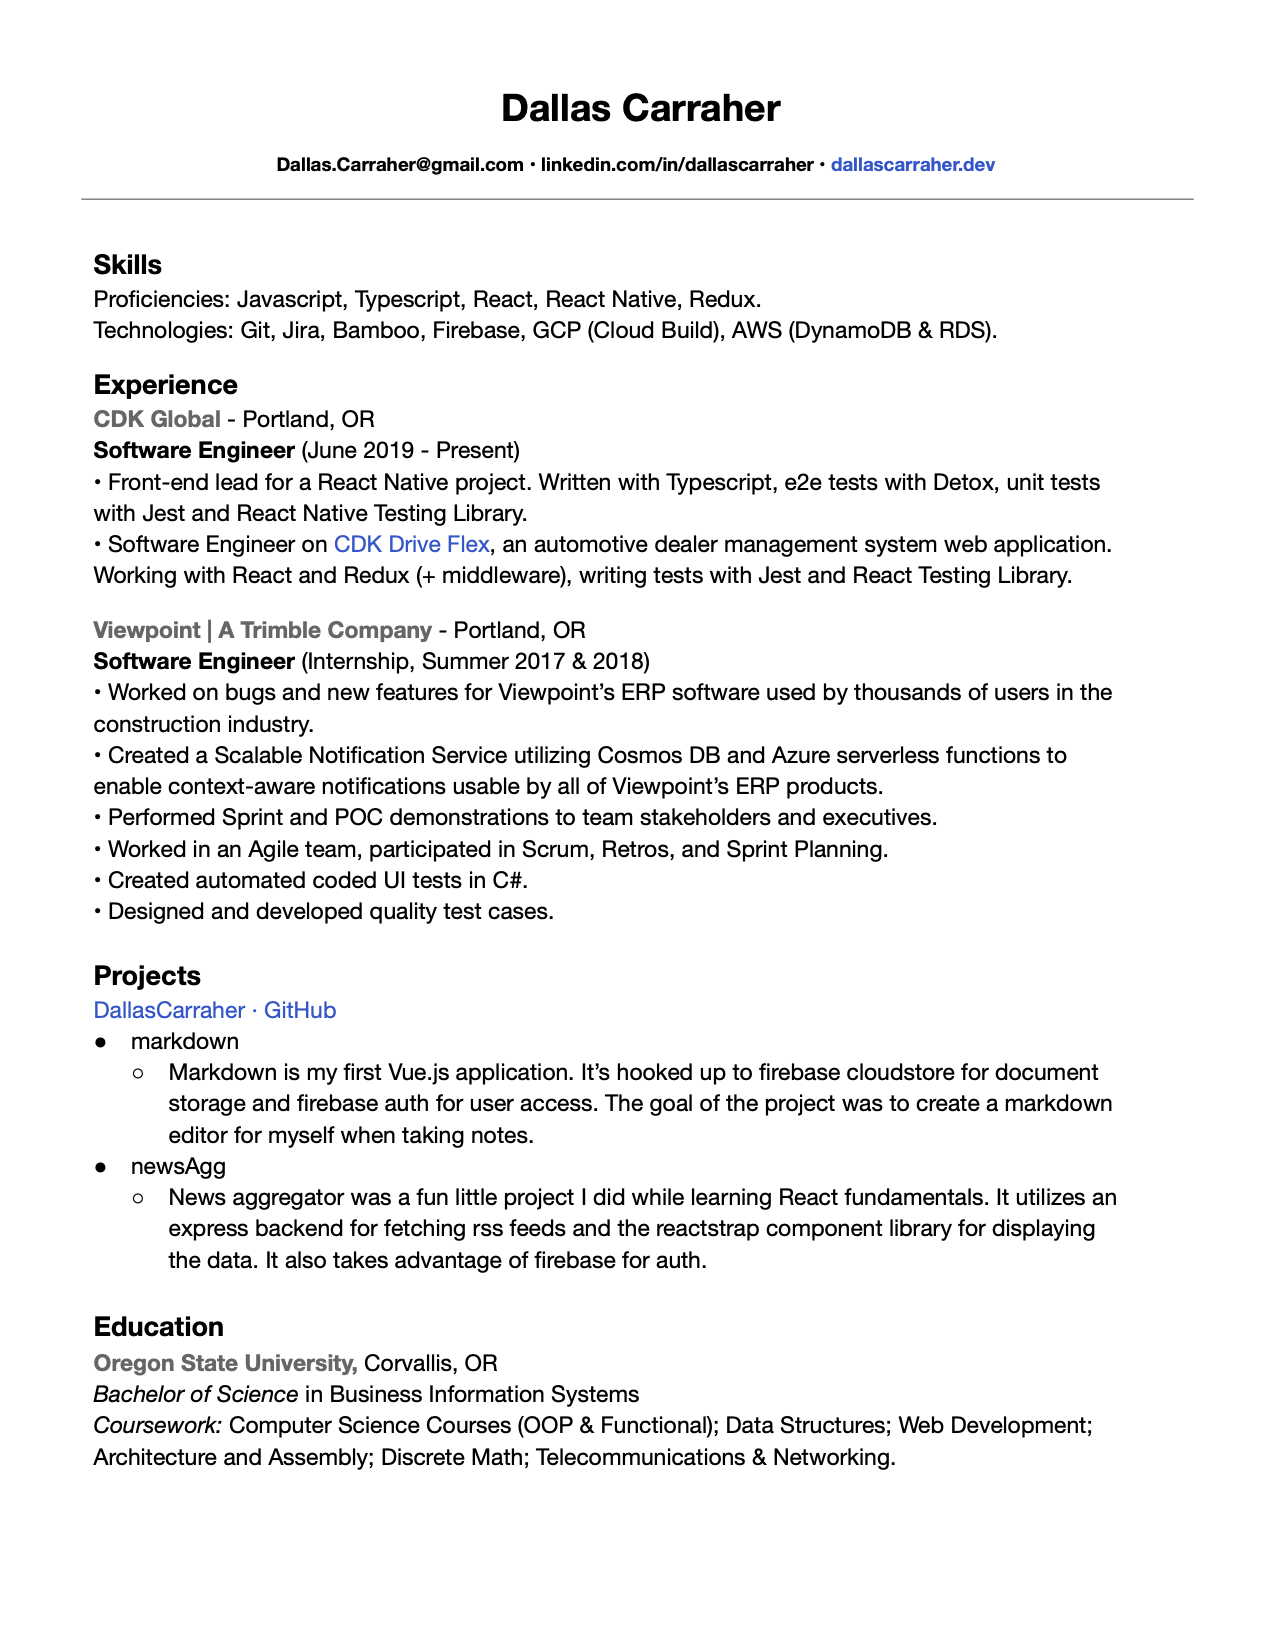 Dallas Carraher
Dallas.Carraher@gmail.com • linkedin.com/in/dallascarraher • dallascarraher.dev
Skills
Proficiencies: Javascript, Typescript, React, React Native, Redux.
Technologies: Git, Jira, Bamboo, Firebase, GCP (Cloud Build), AWS (DynamoDB & RDS).
Experience
CDK Global - Portland, OR
Software Engineer (June 2019 - Present)
• Front-end lead for a React Native project. Written with Typescript, e2e tests with Detox, unit tests
with Jest and React Native Testing Library.
• Software Engineer on CDK Drive Flex, an automotive dealer management system web application.
Working with React and Redux (+ middleware), writing tests with Jest and React Testing Library.
Viewpoint | A Trimble Company - Portland, OR
Software Engineer (Internship, Summer 2017 & 2018)
• Worked on bugs and new features for Viewpoint’s ERP software used by thousands of users in the
construction industry.
• Created a Scalable Notification Service utilizing Cosmos DB and Azure serverless functions to
enable context-aware notifications usable by all of Viewpoint’s ERP products.
• Performed Sprint and POC demonstrations to team stakeholders and executives.
• Worked in an Agile team, participated in Scrum, Retros, and Sprint Planning.
• Created automated coded UI tests in C#.
• Designed and developed quality test cases.
Projects
DallasCarraher · GitHub
● markdown
○ Markdown is my first Vue.js application. It’s hooked up to firebase cloudstore for document
storage and firebase auth for user access. The goal of the project was to create a markdown
editor for myself when taking notes.
● newsAgg
○ News aggregator was a fun little project I did while learning React fundamentals. It utilizes an
express backend for fetching rss feeds and the reactstrap component library for displaying
the data. It also takes advantage of firebase for auth.
Education
Oregon State University, Corvallis, OR
Bachelor of Science in Business Information Systems
Coursework: Computer Science Courses (OOP & Functional); Data Structures; Web Development;
Architecture and Assembly; Discrete Math; Telecommunications & Networking.